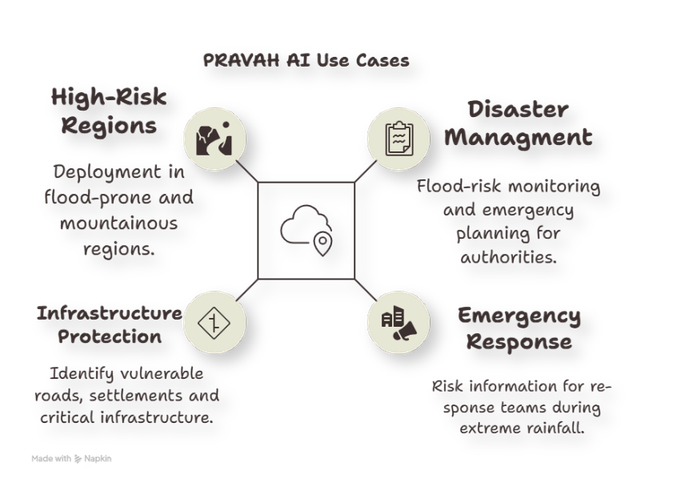 PRAVAH AI Use Cases
High-Risk
Regions
Deployment in
flood-prone and
mountainous
regions.
Disaster
Managment
Flood-risk monitoring
and emergency
planning for
authorities.
Infrastructure
Protection
Identify vulnerable
roads, settlements and
critical infrastructure.
Emergency
Response
Risk information for re-
sponse teams during
extreme rainfall.
Made with Napkin